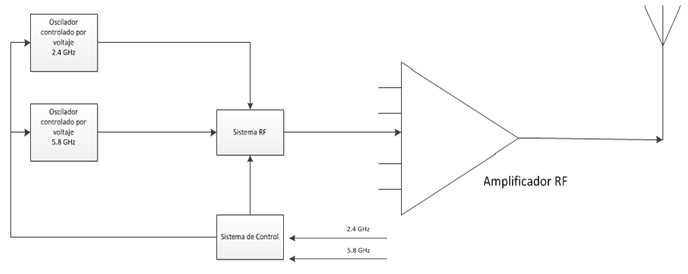 Oscilador
controlado por
voltaje
2.4 GHz
Oscilador
controlado por
voltaje
5.8 GHz
Sistema RF
Amplificador RF
Sistema de Control
2.4 GHz
5.8 GHz